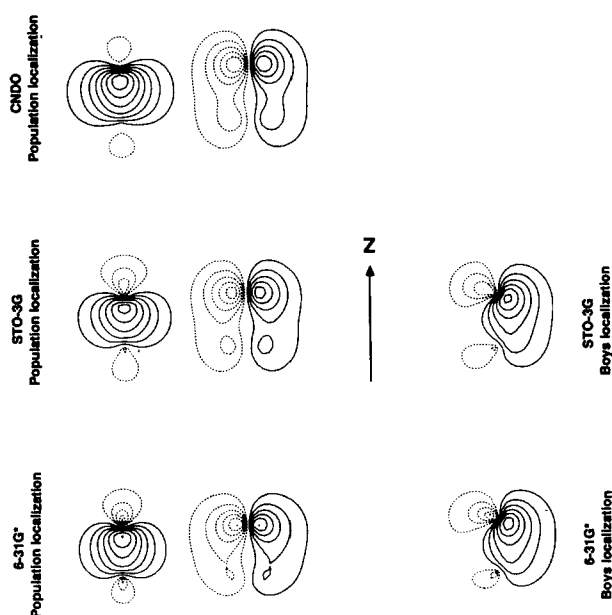 CNDO
Population localization
STO-3G
Population localization
Z
STO-3G
Boys localization
6-31G*
Population localization
6-31G*
Boys localization